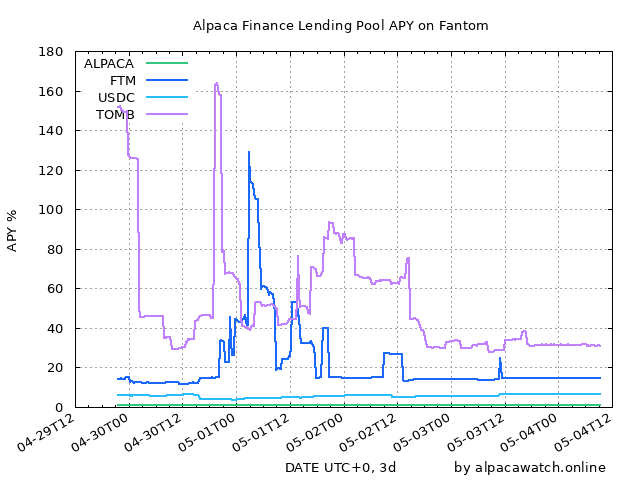 Alpaca Finance Lending Pool APY on Fantom
180
160
140
120
100
80
60
40
20
0
APY %
ALPACA
FTM
USDC
TOMB
04-29T12
04-30T00
04-30T12
05-01T00
05-01T12
05-02T00
05-02T12
05-03T00
05-03T12
05-04T00
05-04T12
DATE UTC+0, 3d
by alpacawatch.online